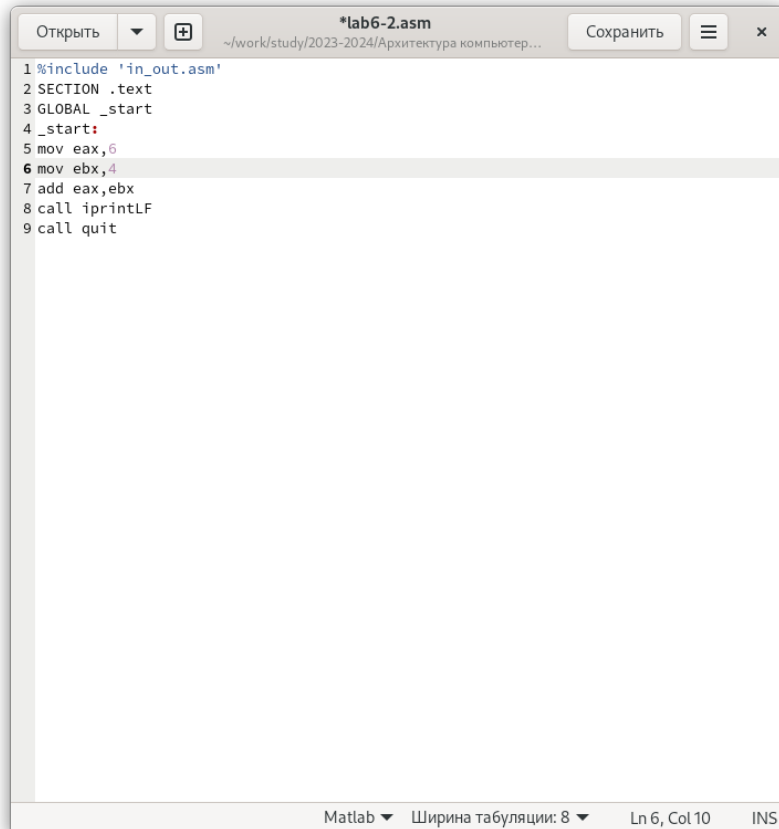 Открыть
*lab6-2.asm
~/work/study/2023-2024/Архитектура компьютер…
Сохранить
1 %include 'in_out.asm'
2 SECTION .text
3 GLOBAL _start
4 _start:
5 mov eax,6
6 mov ebx,4
7 add eax,ebx
8 call iprintLF
9 call quit
Matlab Ширина табуляции: 8 Ln 6, Col 10 INS